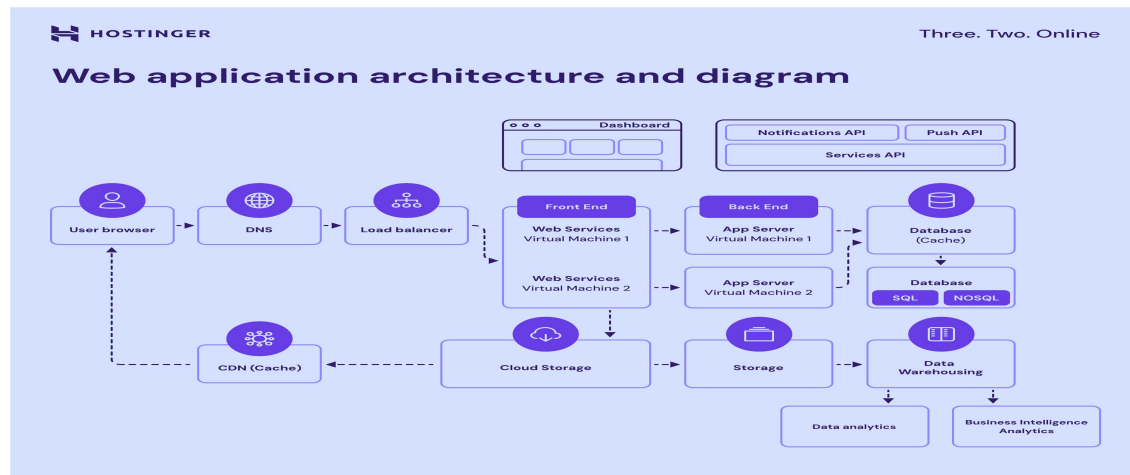 HOSTINGER
Three. Two. Online
Web application architecture and diagram
Dashboard
Notifications API
Push API
Services API
User browser
DNS
Load balancer
Front End
Web Services
Virtual Machine 1
Web Services
Virtual Machine 2
Back End
App Server
Virtual Machine 1
App Server
Virtual Machine 2
Database
(Cache)
Database
SQL
NOSQL
CDN (Cache)
Cloud Storage
Storage
Data
Warehousing
Data analytics
Business Intelligence
Analytics